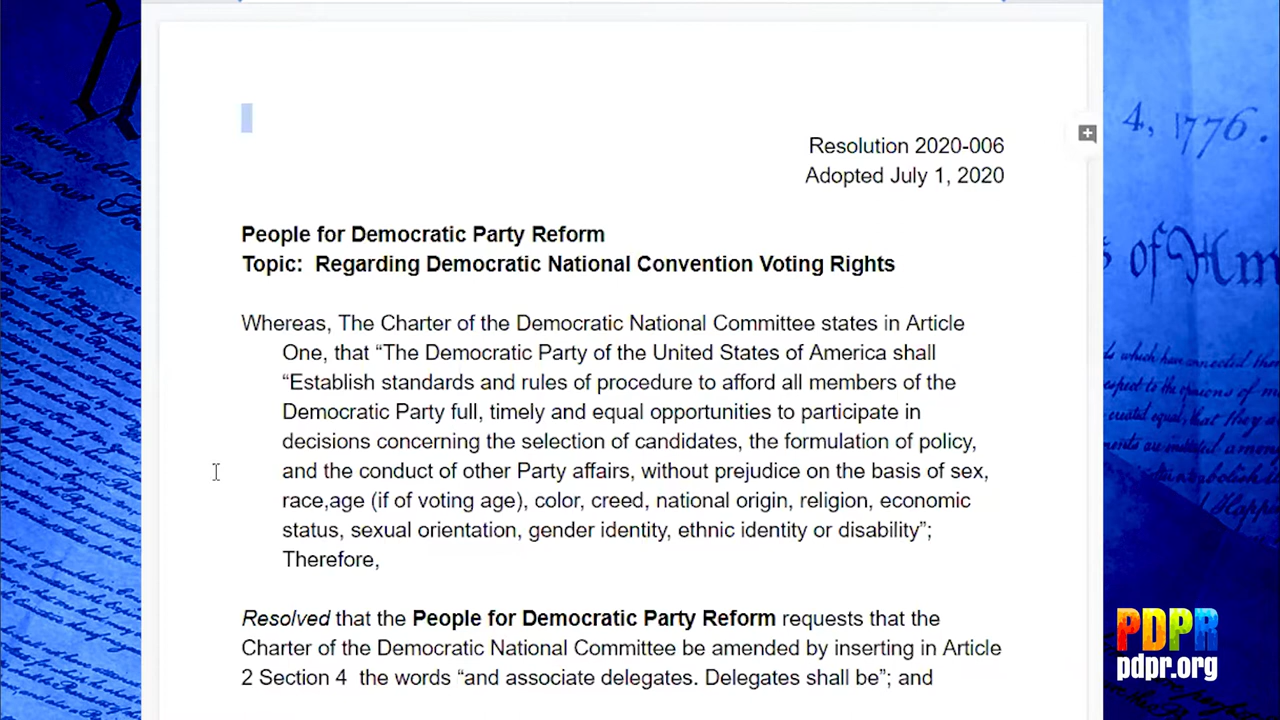 Resolution 2020-006
Adopted July 1, 2020
People for Democratic Party Reform
Topic:  Regarding Democratic National Convention Voting Rights
Whereas, The Charter of the Democratic National Committee states in Article
One, that “The Democratic Party of the United States of America shall
“Establish standards and rules of procedure to afford all members of the
Democratic Party full, timely and equal opportunities to participate in
decisions concerning the selection of candidates, the formulation of policy,
and the conduct of other Party affairs, without prejudice on the basis of sex,
race,age (if of voting age), color, creed, national origin, religion, economic
status, sexual orientation, gender identity, ethnic identity or disability”;
Therefore,
Resolved that the People for Democratic Party Reform requests that the
Charter of the Democratic National Committee be amended by inserting in Article
2 Section 4  the words “and associate delegates. Delegates shall be”; and
4, 1776.
of Am
PDPR
pdpr.org